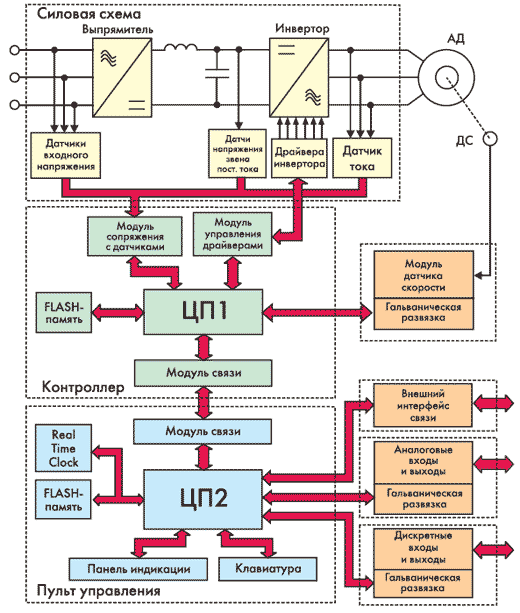 Силовая схема
Выпрямитель
Инвертор
АД
ДС
Датчики
входного
напряжения
Датчи
напряжения
звена
пост. тока
Драйвера
инвертора
Датчик
тока
Модуль
сопряжения
с датчиками
Модуль
управления
драйверами
Модуль
датчика
скорости
Гальваническая
развязка
FLASH-
память
ЦП1
Модуль связи
Контроллер
Модуль связи
Внешний
интерфейс
связи
Real
Time
Clock
FLASH-
память
ЦП2
Аналоговые
входы
и выходы
Гальваническая
развязка
Дискретные
входы
и выходы
Гальваническая
развязка
Панель индикации
Клавиатура
Пульт управления